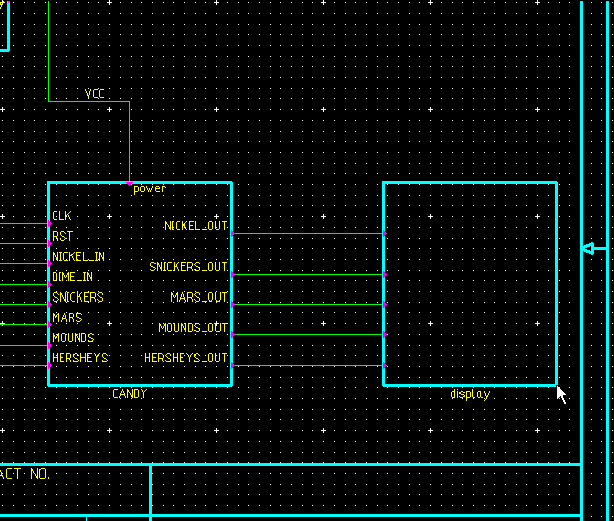 VCC
power
CLK
RST
NICKEL_IN
DIME_IN
SNICKERS
MARS
MOUNDS
HERSHEYS
NICKEL_OUT
SNICKERS_OUT
MARS_OUT
MOUNDS_OUT
HERSHEYS_OUT
CANDY
display
ACT NO.